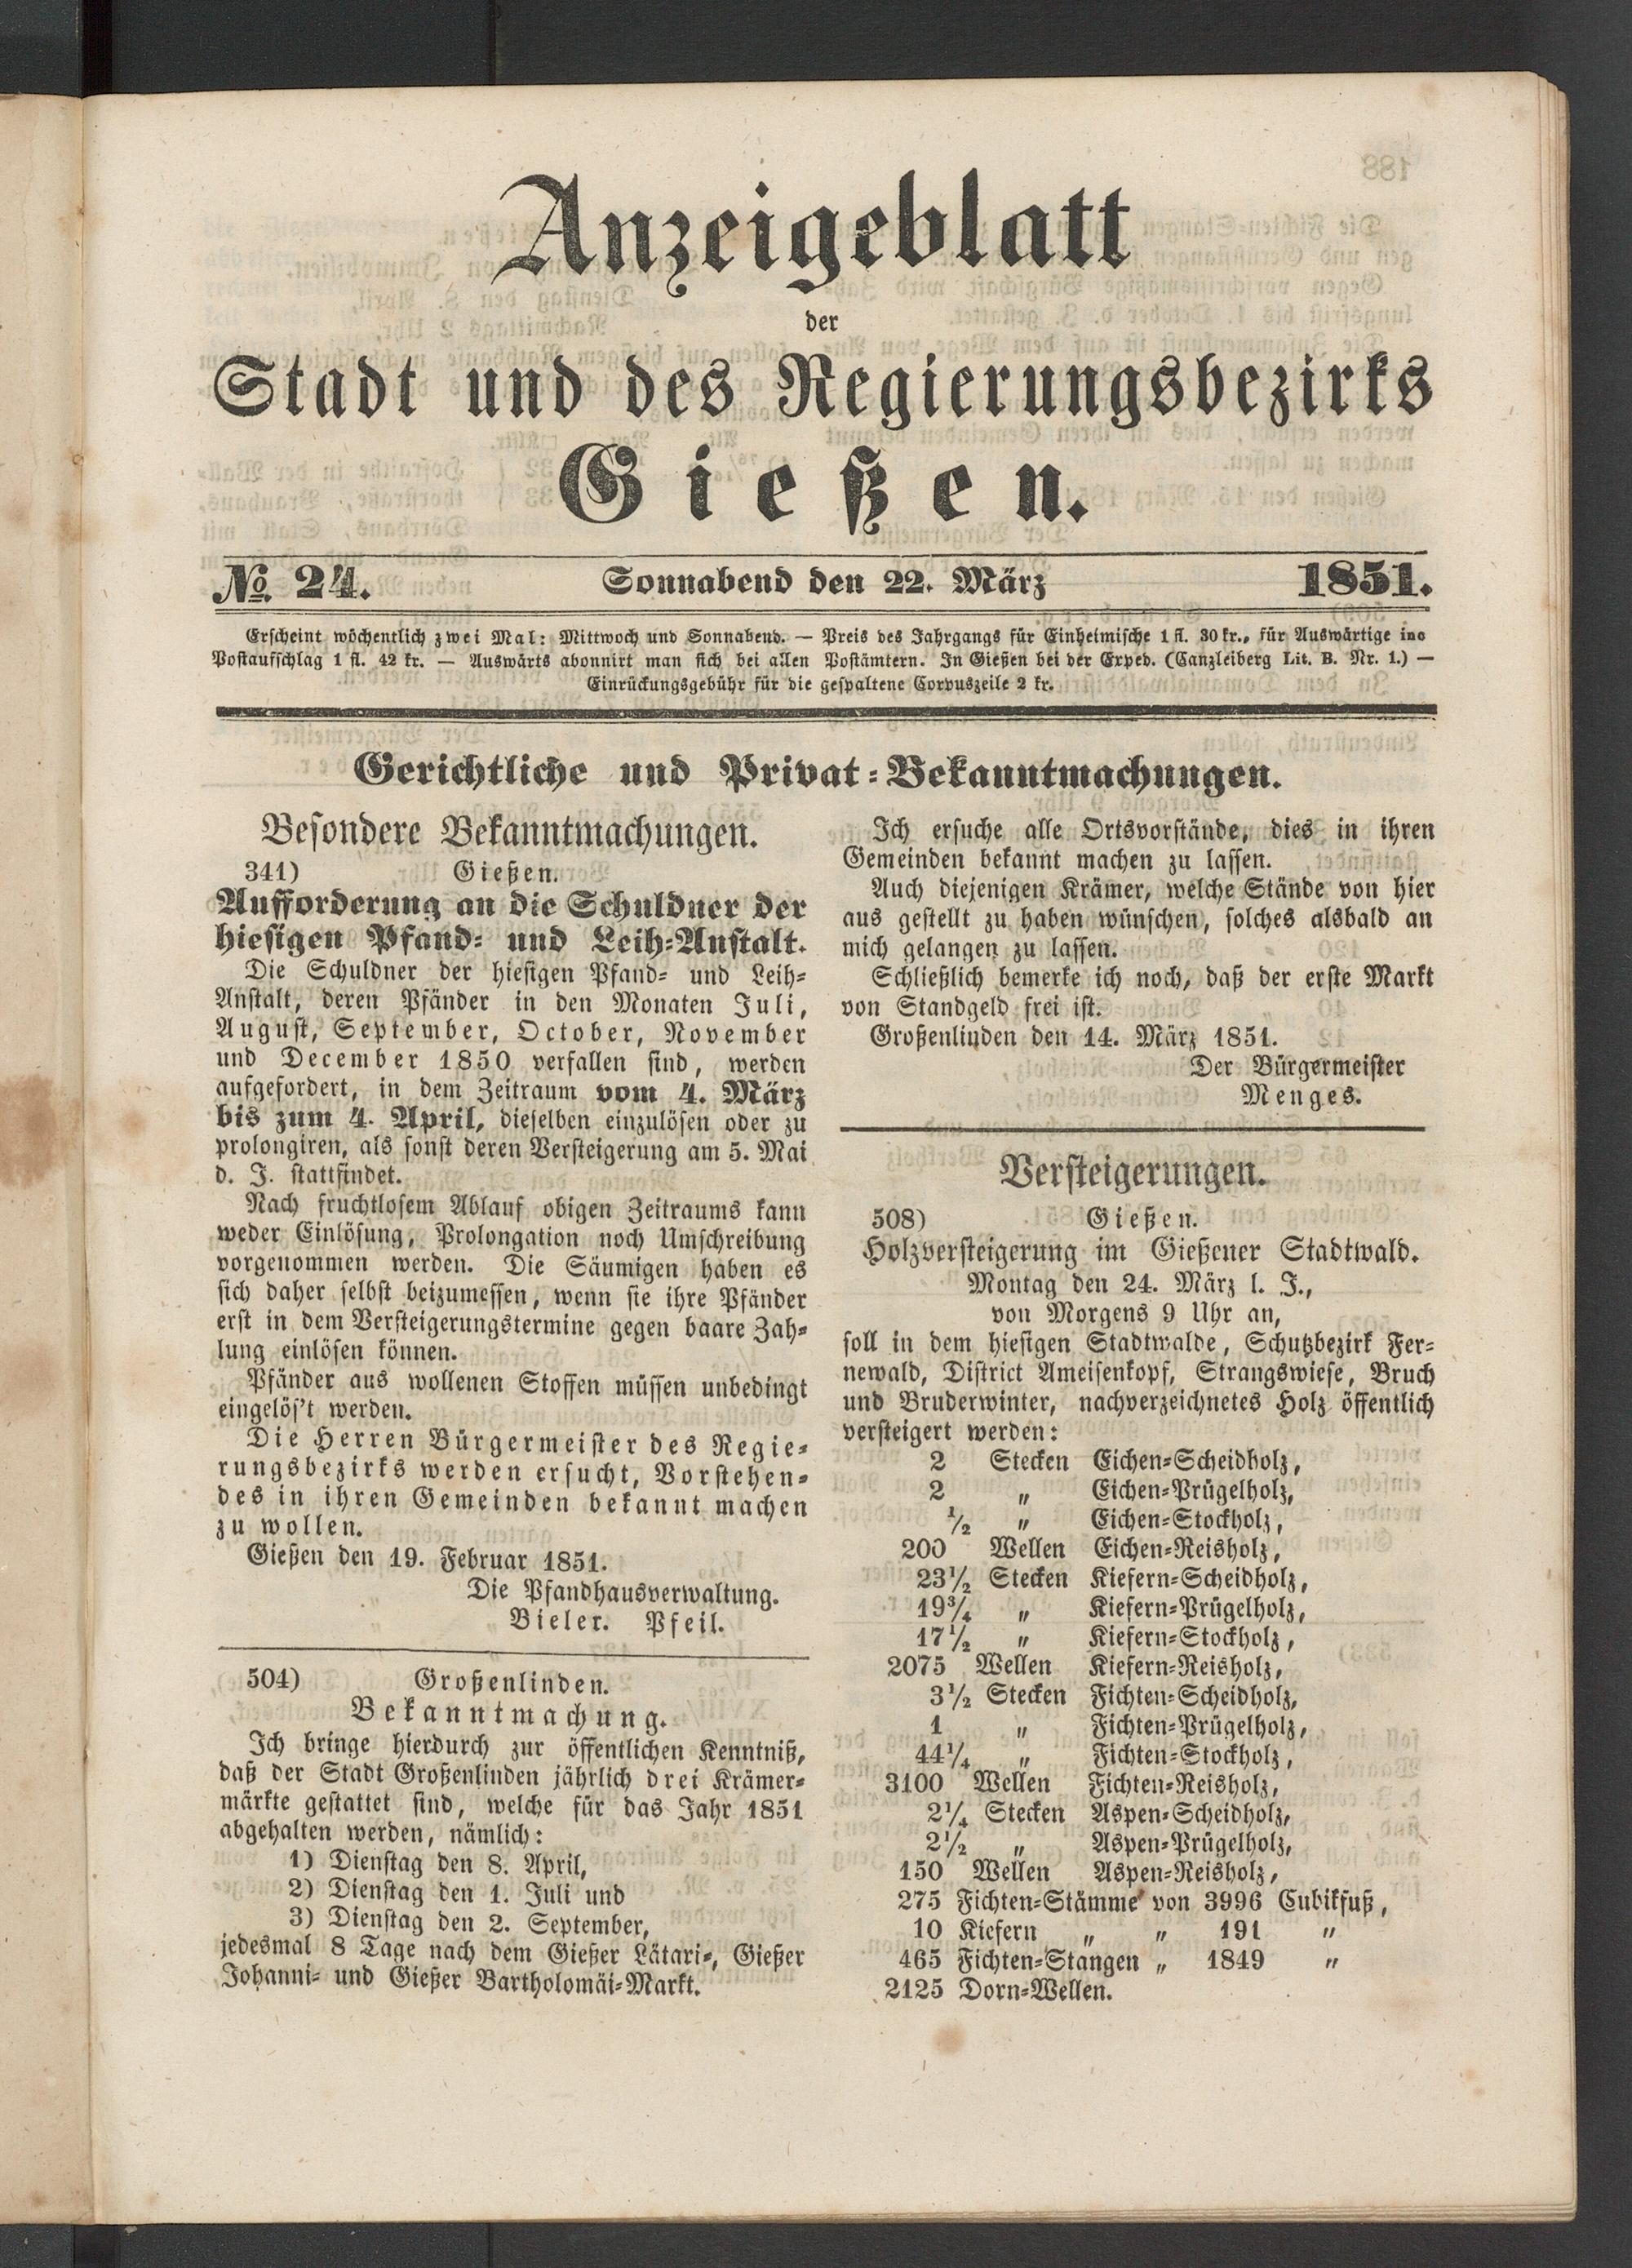 Anzeigeblatt
der
Stadt und des Regierungsbezirks
Gießen.
No. 24. Sonnabend den 22. März 1851.
Erscheint wöchentlich zwei Mal: Mittwoch und Sonnabend. — Preis des Jahrgangs für Einheimische 1 fl. 30 kr., für Auswärtige inc
Postaufschlag 1 fl. 42 kr. — Auswärts abonnirt man sich bei allen Postämtern. In Gießen bei der Exped. (Canzleiberg Lit. B. Nr. 1.) —
Einrückungsgebühr für die gespaltene Corpuszeile 2 kr.
Gerichtliche und Privat-Bekanntmachungen.
Besondere Bekanntmachungen.
341) Gießen.
Aufforderung an die Schuldner der
hiesigen Pfand- und Leih-Anstalt.
Die Schuldner der hiesigen Pfand- und Leih-
Anstalt, deren Pfänder in den Monaten Juli,
August, September, October, November
und December 1850 verfallen sind, werden
aufgefordert, in dem Zeitraum vom 4. März
bis zum 4. April, dieselben einzulösen oder zu
prolongiren, als sonst deren Versteigerung am 5. Mai
d. J. stattfindet.
Nach fruchtlosem Ablauf obigen Zeitraums kann
weder Einlösung, Prolongation noch Umschreibung
vorgenommen werden. Die Säumigen haben es
sich daher selbst beizumessen, wenn sie ihre Pfänder
erst in dem Versteigerungstermine gegen baare Zah-
lung einlösen können.
Pfänder aus wollenen Stoffen müssen unbedingt
eingelös't werden.
Die Herren Bürgermeister des Regie-
rungsbezirks werden ersucht, Vorstehen-
des in ihren Gemeinden bekannt machen
zu wollen.
Gießen den 19. Februar 1851.
Die Pfandhausverwaltung.
Bieler. Pfeil.
504) Großenlinden.
Bekanntmachung.
Ich bringe hierdurch zur öffentlichen Kenntniß,
daß der Stadt Großenlinden jährlich drei Krämer-
märkte gestattet sind, welche für das Jahr 1851
abgehalten werden, nämlich:
1) Dienstag den 8. April,
2) Dienstag den 1. Juli und
3) Dienstag den 2. September,
jedesmal 8 Tage nach dem Gießer Lätari-, Gießer
Johanni- und Gießer Bartholomäi-Markt.
Ich ersuche alle Ortsvorstände, dies in ihren
Gemeinden bekannt machen zu lassen.
Auch diejenigen Krämer, welche Stände von hier
aus gestellt zu haben wünschen, solches alsbald an
mich gelangen zu lassen.
Schließlich bemerke ich noch, daß der erste Markt
von Standgeld frei ist.
Großenlinden den 14. März 1851.
Der Bürgermeister
Menges.
Versteigerungen.
508) Gießen.
Holzversteigerung im Gießener Stadtwald.
Montag den 24. März l. J.,
von Morgens 9 Uhr an,
soll in dem hiesigen Stadtwalde, Schutzbezirk Fer-
newald, District Ameisenkopf, Strangswiese, Bruch
und Bruderwinter, nachverzeichnetes Holz öffentlich
versteigert werden:
2 Stecken Eichen-Scheidholz,
2 „ Eichen-Prügelholz,
1/2 „ Eichen-Stockholz,
200 Wellen Eichen-Reisholz,
23 1/2 Stecken Kiefern-Scheidholz,
19 3/4 „ Kiefern-Prügelholz,
17 1/2 „ Kiefern-Stockholz,
2075 Wellen Kiefern-Reisholz,
3 1/2 Stecken Fichten-Scheidholz,
1 „ Fichten-Prügelholz,
44 1/4 „ Fichten-Stockholz,
3100 Wellen Fichten-Reisholz,
2 1/4 Stecken Aspen-Scheidholz,
2 1/2 „ Aspen-Prügelholz,
150 Wellen Aspen-Reisholz,
275 Fichten-Stämme von 3996 Cubikfuß,
10 Kiefern „ „ 191 „
465 Fichten-Stangen „ 1849 „
2125 Dorn-Wellen.